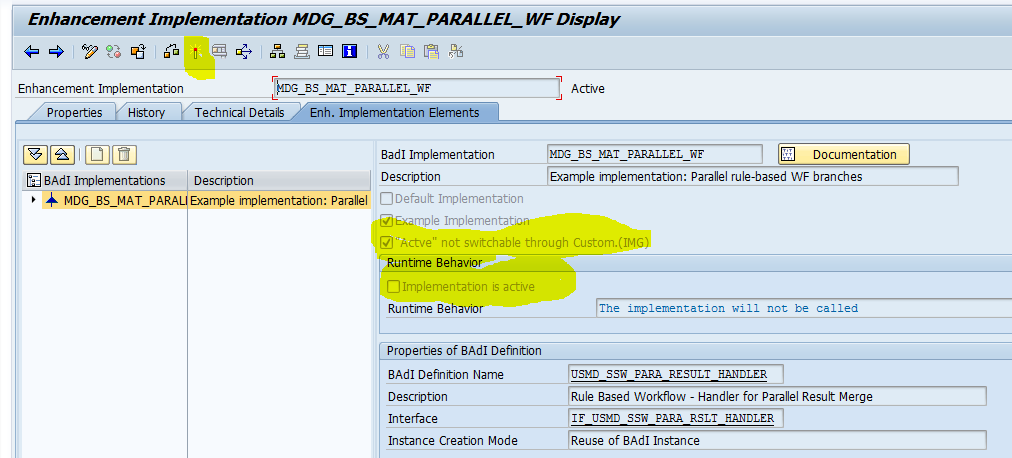 Enhancement Implementation MDG_BS_MAT_PARALLEL_WF Display
Enhancement Implementation MDG_BS_MAT_PARALLEL_WF Active
Properties History Technical Details Enh. Implementation Elements
BadI Implementation MDG_BS_MAT_PARALLEL_WF Documentation
Description Example implementation: Parallel rule-based WF branches
BAdI Implementations Description
MDG_BS_MAT_PARALL Example implementation: Parallel
Default Implementation
Example Implementation
"Actve" not switchable through Custom.(IMG)
Runtime Behavior
Implementation is active
Runtime Behavior The implementation will not be called
Properties of BAdI Definition
BAdI Definition Name USMD_SSW_PARA_RESULT_HANDLER
Description Rule Based Workflow - Handler for Parallel Result Merge
Interface IF_USMD_SSW_PARA_RSLT_HANDLER
Instance Creation Mode Reuse of BAdI Instance